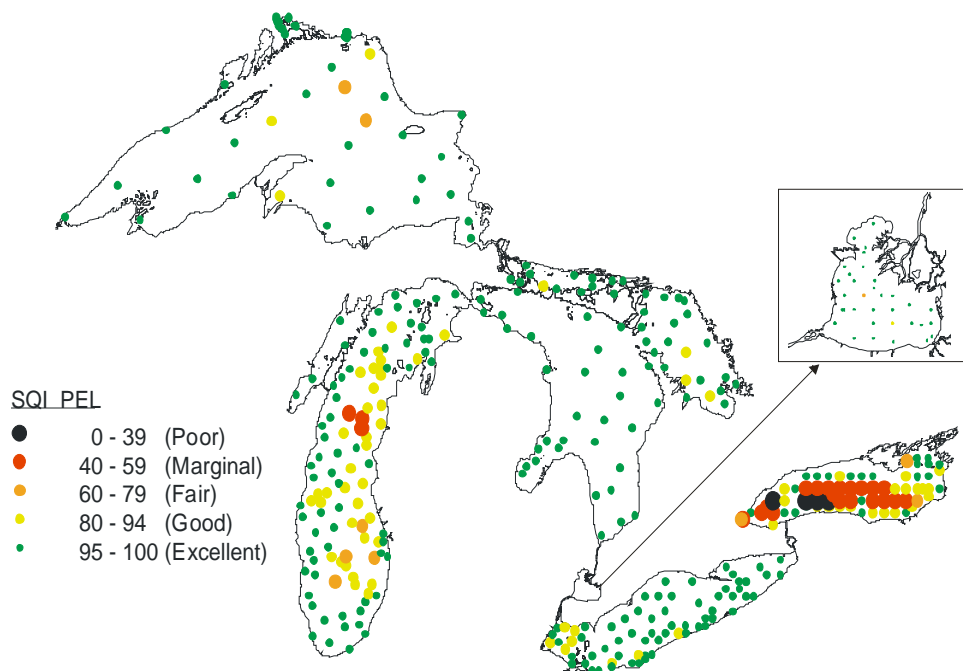 SQI PEL
0 - 39 (Poor)
40 - 59 (Marginal)
60 - 79 (Fair)
80 - 94 (Good)
95 - 100 (Excellent)